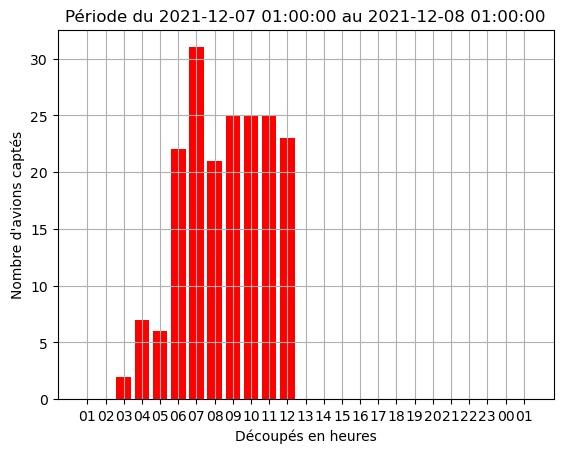 Période du 2021-12-07 01:00:00 au 2021-12-08 01:00:00
Nombre d'avions captés
30
25
20
15
10
5
0
01 02 03 04 05 06 07 08 09 10 11 12 13 14 15 16 17 18 19 20 21 22 23 00 01
Découpés en heures